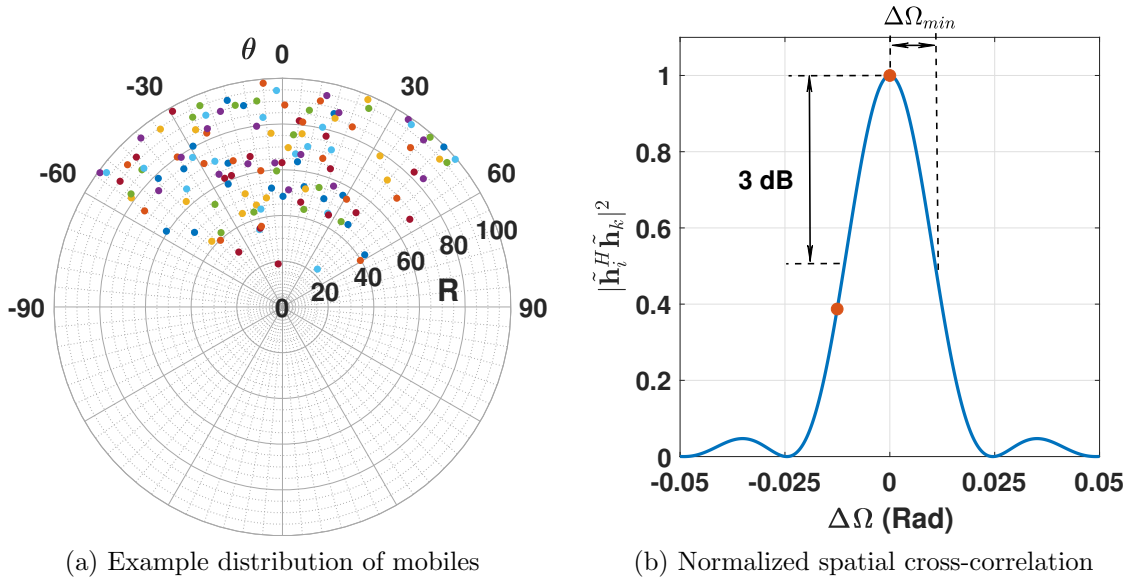 θ 0
-30 30
-60 60
-90 90
0 20 40 60 80 100
R
(a) Example distribution of mobiles
ΔΩ_min
1
0.8
0.6
0.4
0.2
0
3 dB
|h̃_i^H h̃_k|^2
-0.05 -0.025 0 0.025 0.05
ΔΩ (Rad)
(b) Normalized spatial cross-correlation